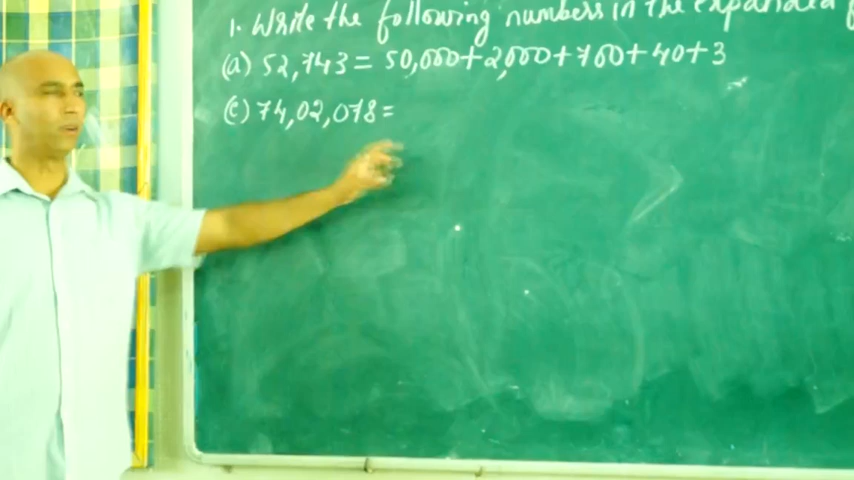 1. Write the following numbers in the expanded
(a) 52,743 = 50,000+2,000+700+40+3
(c) 74,02,078=